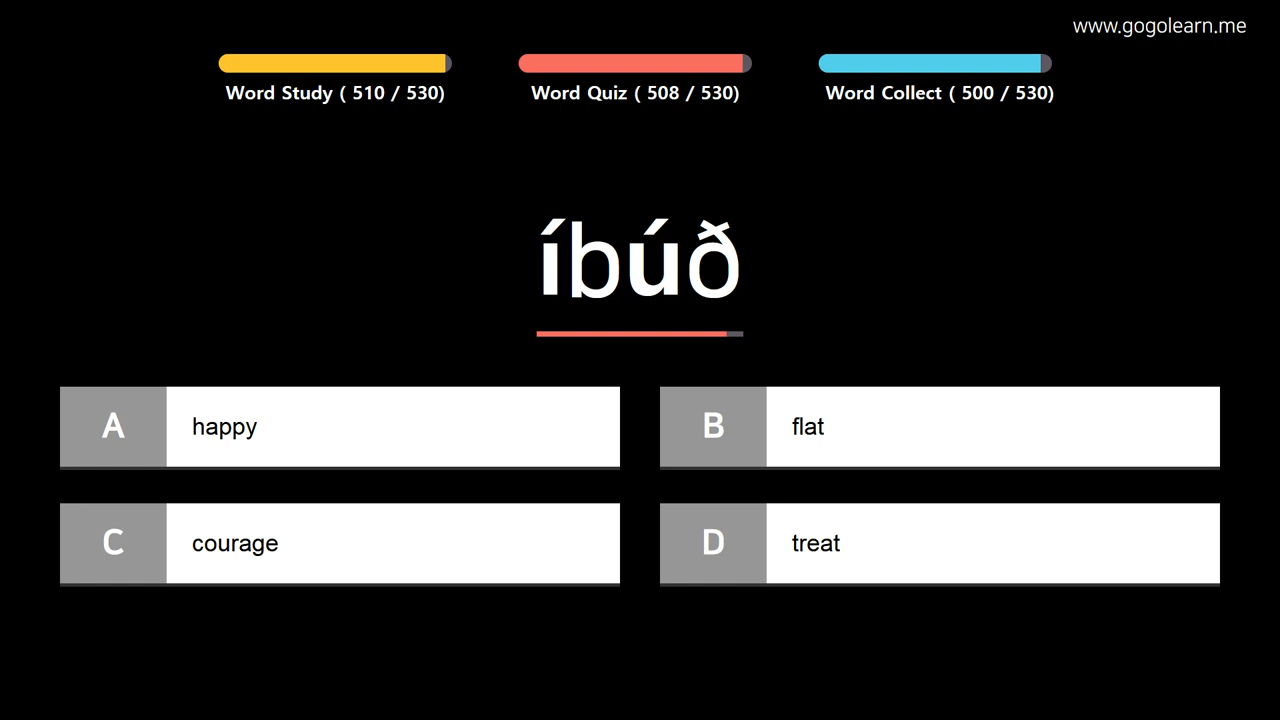 www.gogolearn.me
Word Study ( 510 / 530)
Word Quiz ( 508 / 530)
Word Collect ( 500 / 530)
íbúð
A happy
B flat
C courage
D treat